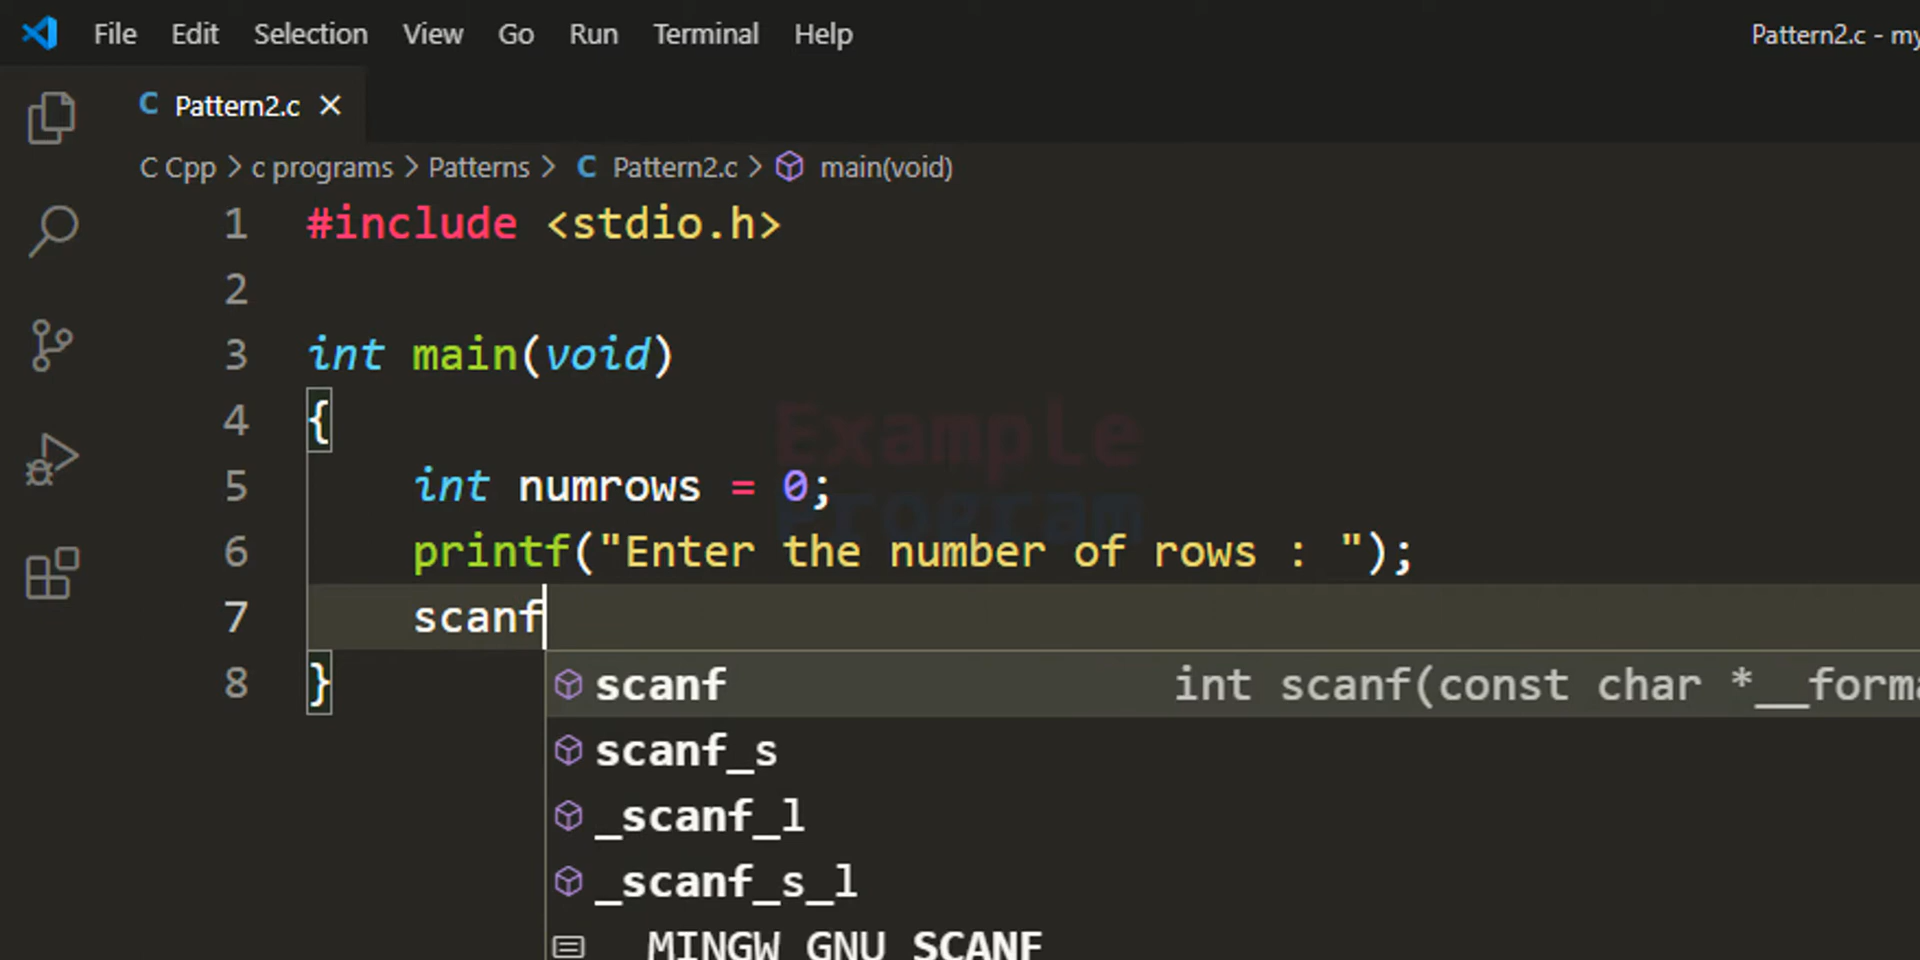 File Edit Selection View Go Run Terminal Help Pattern2.c - my
C Pattern2.c ×
C Cpp > c programs > Patterns > C Pattern2.c > main(void)
1 #include <stdio.h>
2
3 int main(void)
4 {
Example
5 int numrows = 0;
Program
6 printf("Enter the number of rows : ");
7 scanf
8 }
scanf int scanf(const char *__forma
scanf_s
_scanf_l
_scanf_s_l
MINGW GNU SCANF